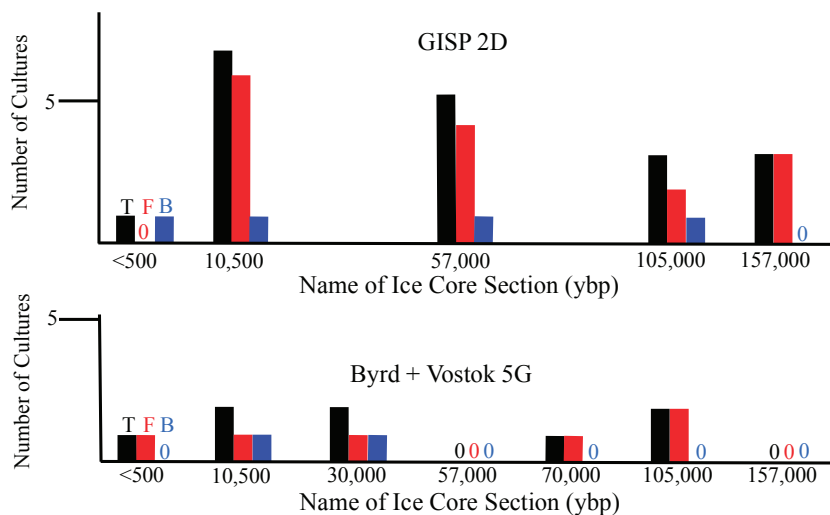 GISP 2D
Number of Cultures
5
T F B
0
0
<500 10,500 57,000 105,000 157,000
Name of Ice Core Section (ybp)
Byrd + Vostok 5G
Number of Cultures
5
T F B
0 0 0 0 0 0 0 0 0
<500 10,500 30,000 57,000 70,000 105,000 157,000
Name of Ice Core Section (ybp)